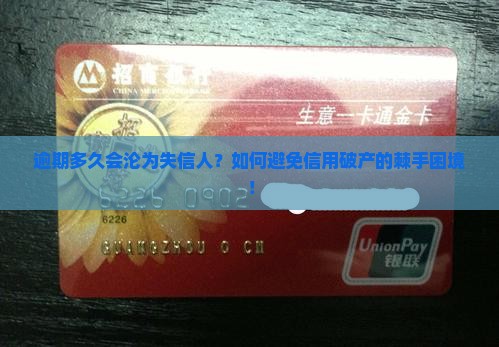 招商银行
CHINA MERCHANTS BANK
生意一卡通金卡
逾期多久会沦为失信人？如何避免信用破产的棘手困境
！
6226 0902
6226
GUANGZHOU O CM
UnionPay
银联